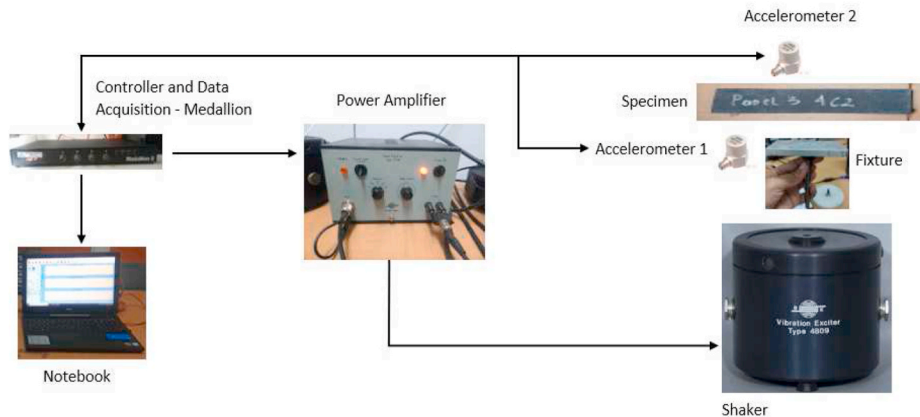 Accelerometer 2
Controller and Data
Acquisition - Medallion
Power Amplifier
Specimen
Panel 3 4C2
Accelerometer 1
Fixture
Vibration Exciter
Type 4809
Notebook
Shaker